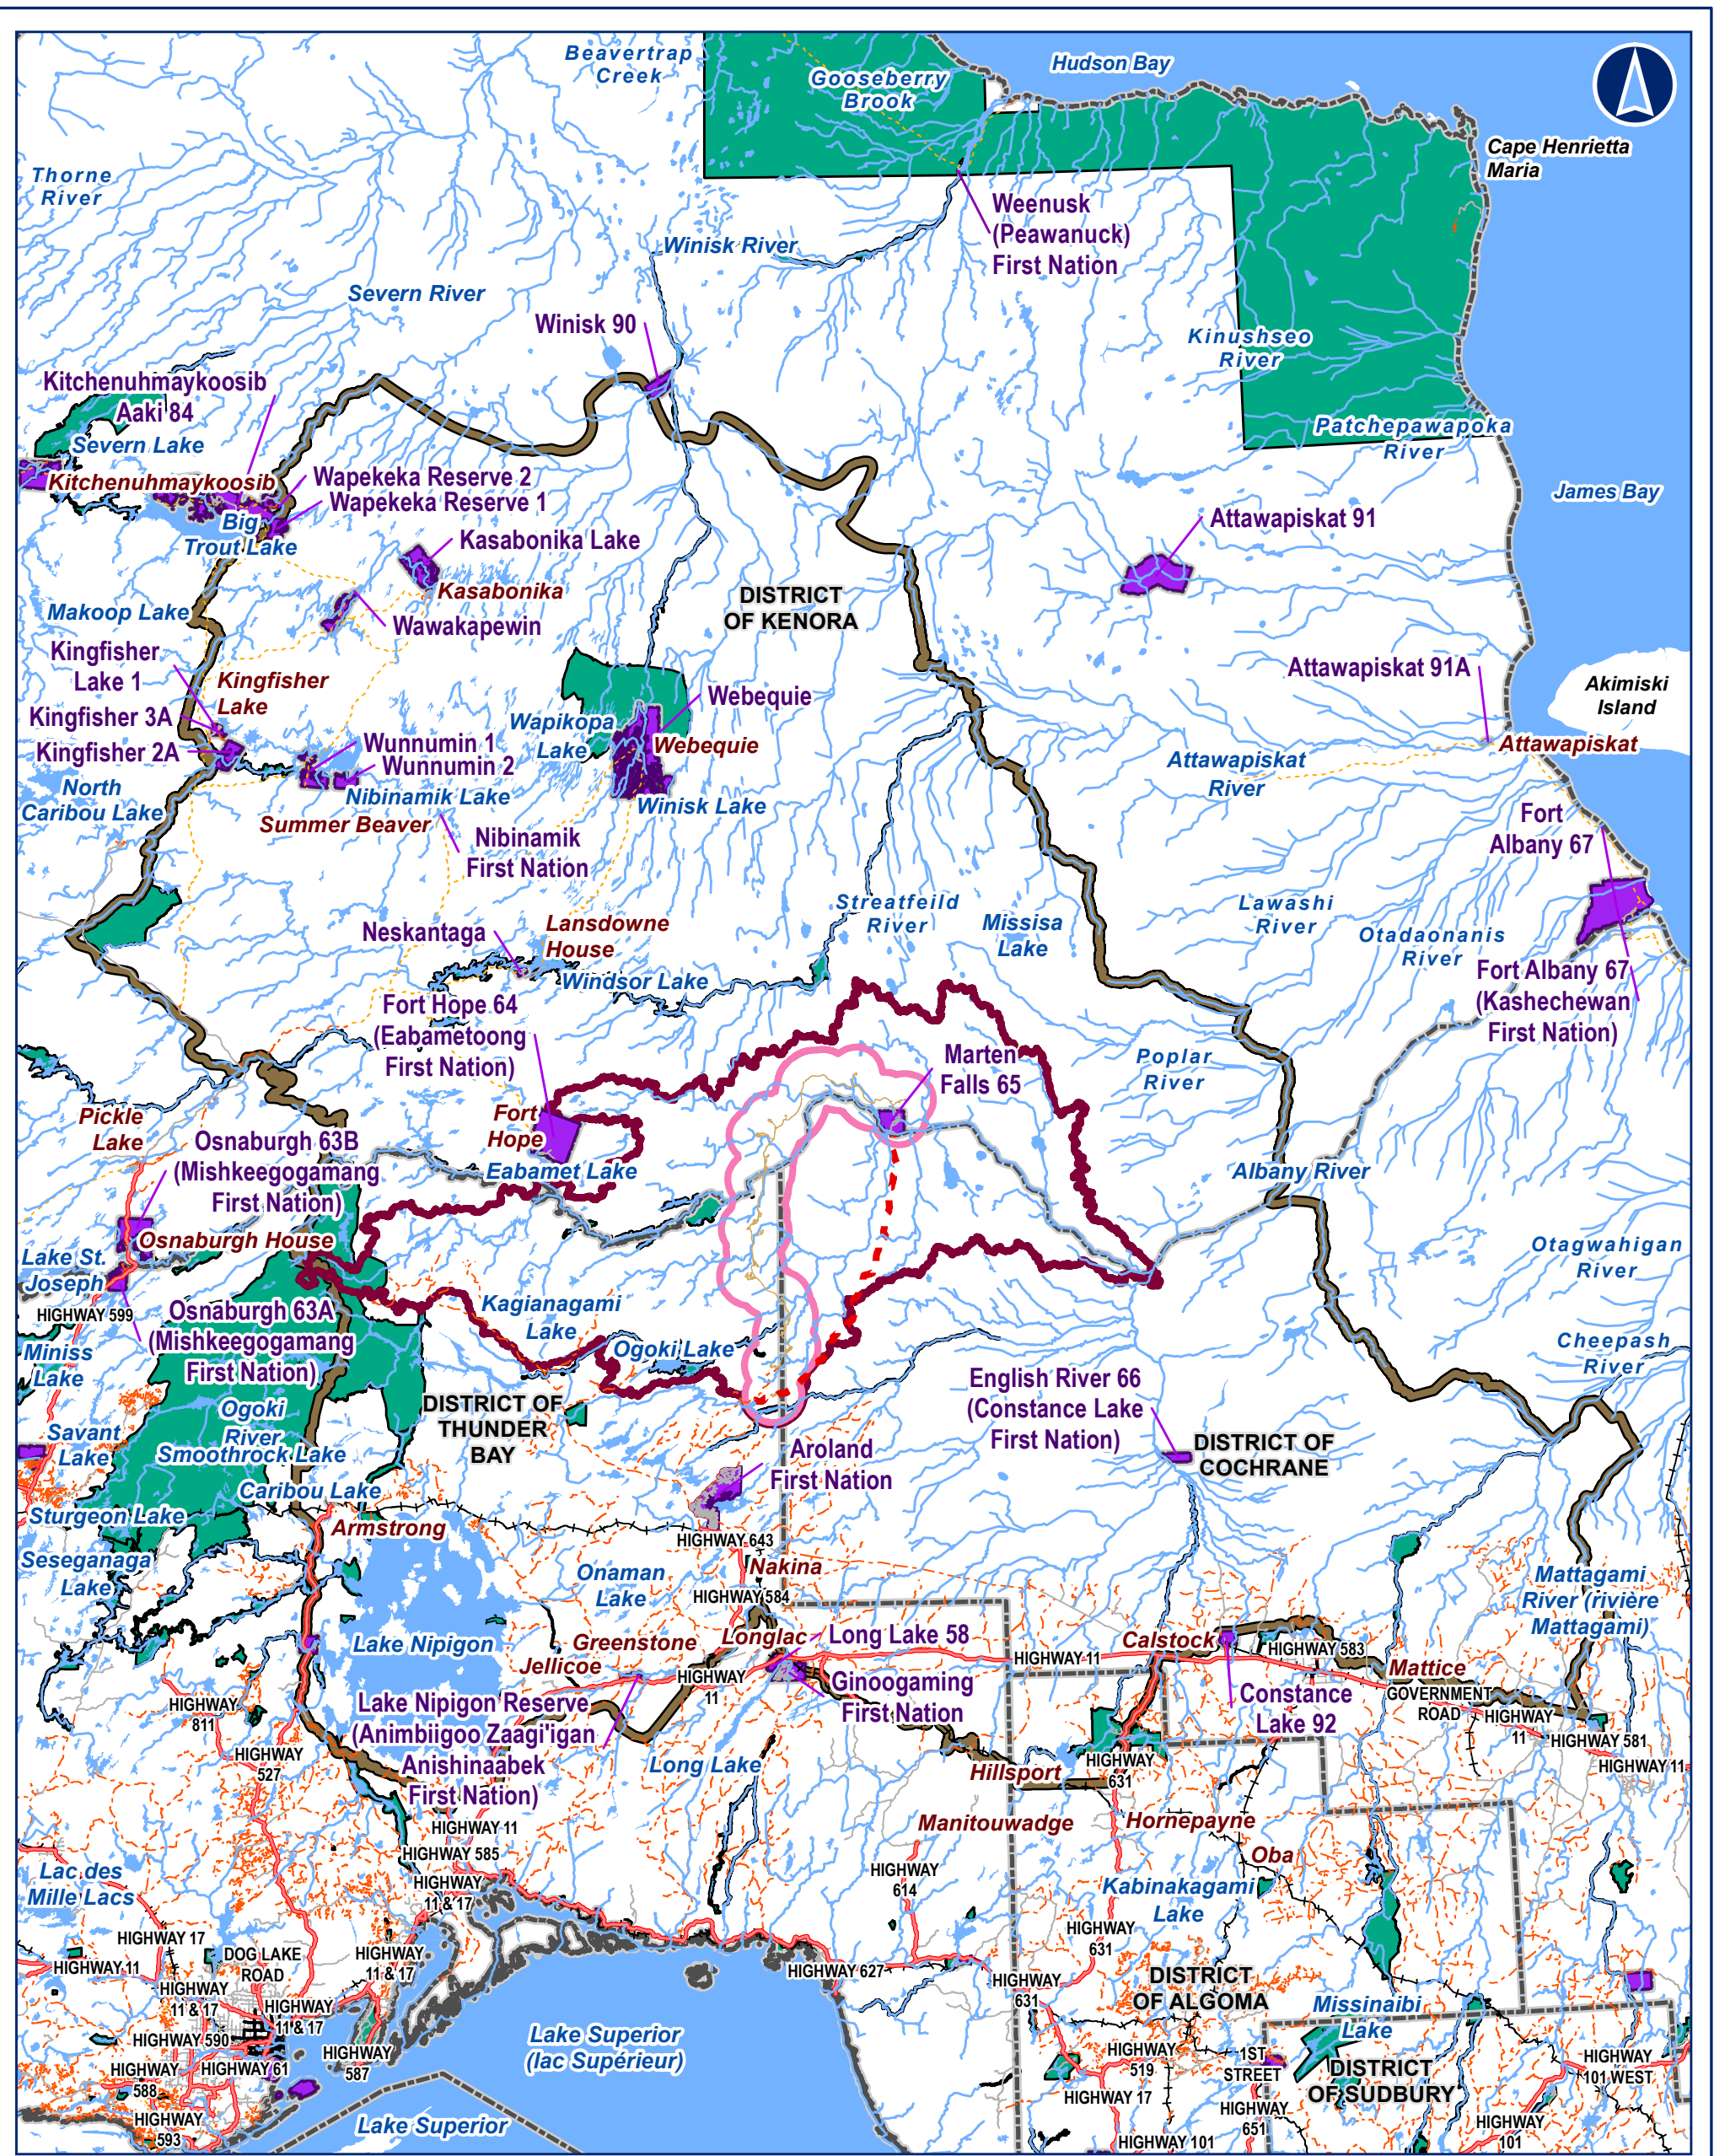 Beavertrap
Creek
Gooseberry
Brook
Hudson Bay
Cape Henrietta
Maria
Thorne
River
Weenusk
(Peawanuck)
First Nation
Winisk River
Severn River
Winisk 90
Kinushseo
River
Kitchenuhmaykoosib
Aaki 84
Severn Lake
Kitchenuhmaykoosib
Patchepawapoka
River
Wapekeka Reserve 2
Wapekeka Reserve 1
Big
Trout Lake
James Bay
Attawapiskat 91
Kasabonika Lake
Kasabonika
DISTRICT
OF KENORA
Makoop Lake
Wawakapewin
Kingfisher
Lake 1
Kingfisher
Lake
Attawapiskat 91A
Akimiski
Island
Webequie
Kingfisher 3A
Wapikopa
Lake
Webequie
Attawapiskat
Kingfisher 2A
Wunnumin 1
Wunnumin 2
Attawapiskat
River
North
Caribou Lake
Nibinamik Lake
Winisk Lake
Summer Beaver
Nibinamik
First Nation
Fort
Albany 67
Streatfeild
River
Missisa
Lake
Lawashi
River
Otadaonanis
River
Neskantaga
Lansdowne
House
Windsor Lake
Fort Albany 67
(Kashechewan
First Nation)
Fort Hope 64
(Eabametoong
First Nation)
Marten
Falls 65
Poplar
River
Pickle
Lake
Fort
Hope
Osnaburgh 63B
(Mishkeegogamang
First Nation)
Eabamet Lake
Albany River
Osnaburgh House
Lake St.
Joseph
Otagwahigan
River
HIGHWAY 599
Osnaburgh 63A
(Mishkeegogamang
First Nation)
Kagianagami
Lake
Miniss
Lake
Ogoki Lake
Cheepash
River
English River 66
(Constance Lake
First Nation)
DISTRICT OF
THUNDER
BAY
Ogoki
River
Savant
Lake
Smoothrock Lake
DISTRICT OF
COCHRANE
Aroland
First Nation
Caribou Lake
Sturgeon Lake
Armstrong
HIGHWAY 643
Seseganaga
Lake
Onaman
Lake
Nakina
HIGHWAY 584
Mattagami
River (rivière
Mattagami)
Lake Nipigon
Greenstone
Longlac
Long Lake 58
Calstock
HIGHWAY 583
Jellicoe
HIGHWAY
11
HIGHWAY 11
Mattice
Ginoogaming
First Nation
Constance
Lake 92
GOVERNMENT
ROAD
HIGHWAY
11
HIGHWAY
811
Lake Nipigon Reserve
(Animbiigoo Zaagi'igan
Anishinaabek
First Nation)
HIGHWAY 581
HIGHWAY
527
Long Lake
Hillsport
HIGHWAY
631
HIGHWAY 11
Manitouwadge
Hornepayne
HIGHWAY 11
HIGHWAY 585
Oba
Lac des
Mille Lacs
HIGHWAY
11 & 17
HIGHWAY
614
Kabinakagami
Lake
HIGHWAY 17
HIGHWAY
631
HIGHWAY 11
DOG LAKE
ROAD
HIGHWAY
11 & 17
HIGHWAY 627
HIGHWAY
631
DISTRICT
OF ALGOMA
HIGHWAY
11 & 17
HIGHWAY
11 & 17
Missinaibi
Lake
HIGHWAY 590
Lake Superior
(lac Supérieur)
HIGHWAY
588
HIGHWAY 61
HIGHWAY
587
HIGHWAY
519
1ST
STREET
HIGHWAY
101 WEST
DISTRICT
OF SUDBURY
HIGHWAY 17
HIGHWAY
593
Lake Superior
HIGHWAY
651
HIGHWAY
101
HIGHWAY 101